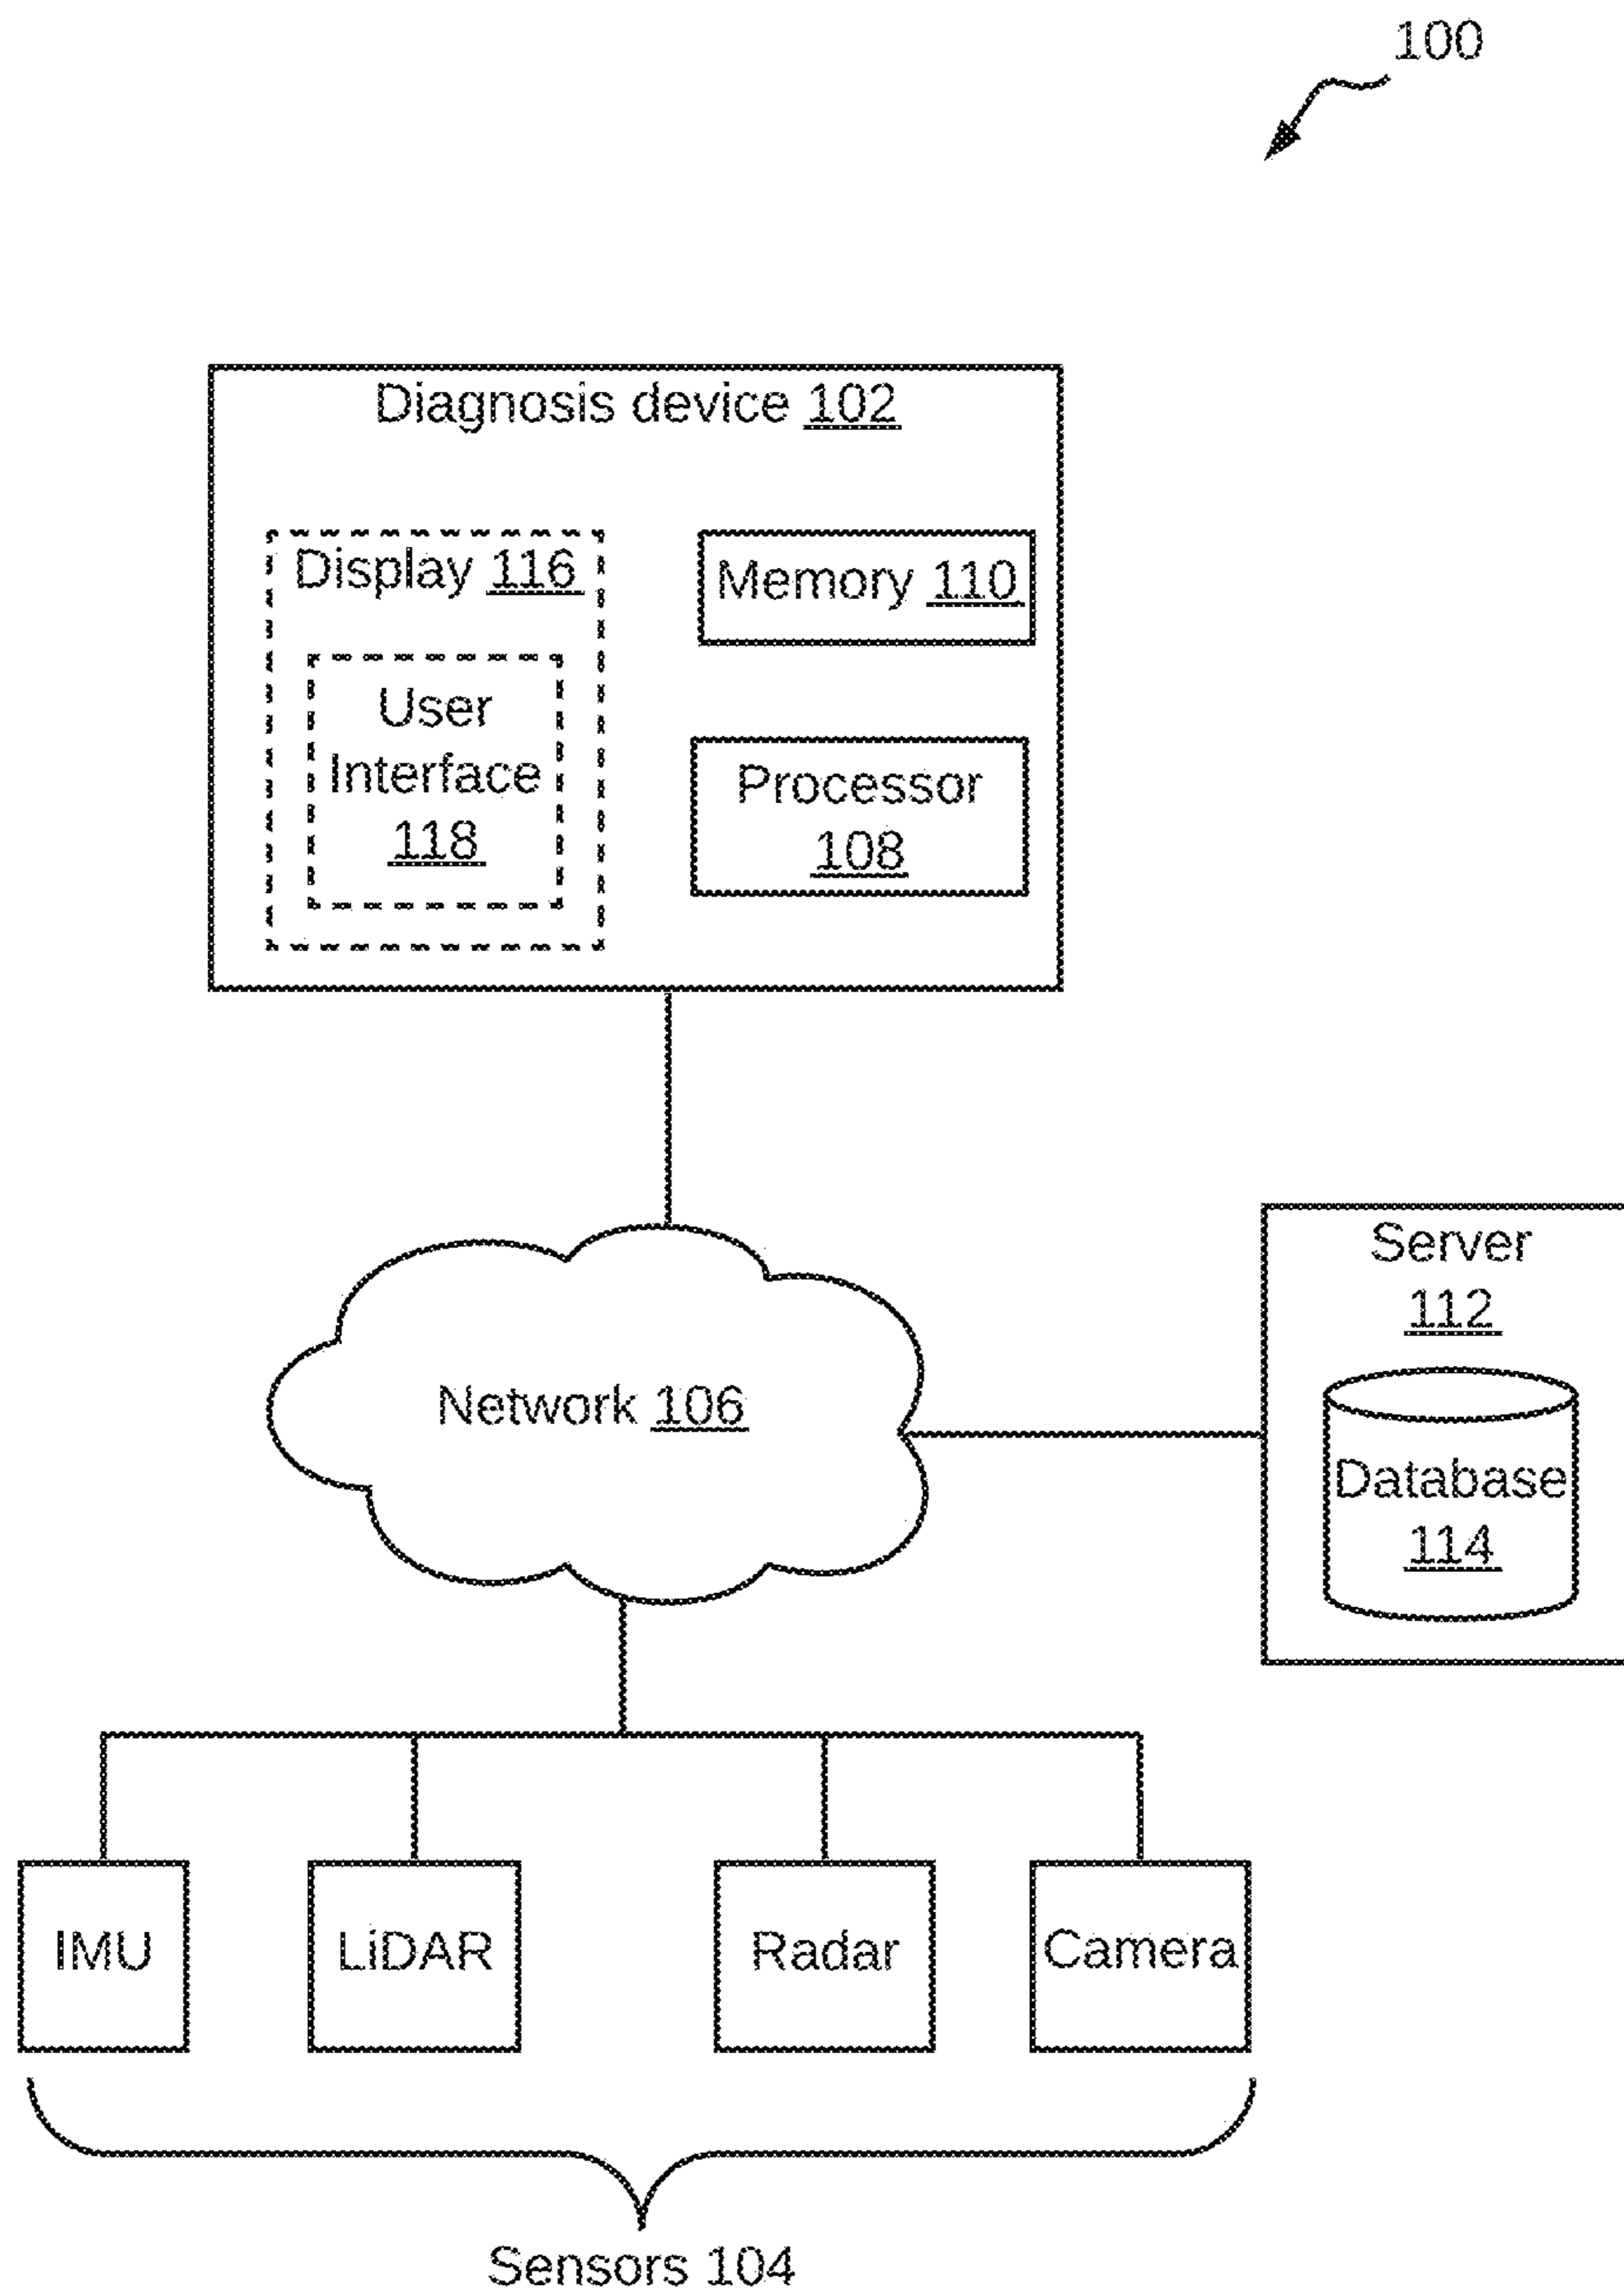 100
Diagnosis device 102
Display 116
Memory 110
User
Interface
118
Processor
108
Server
112
Network 106
Database
114
IMU
LiDAR
Radar
Camera
Sensors 104